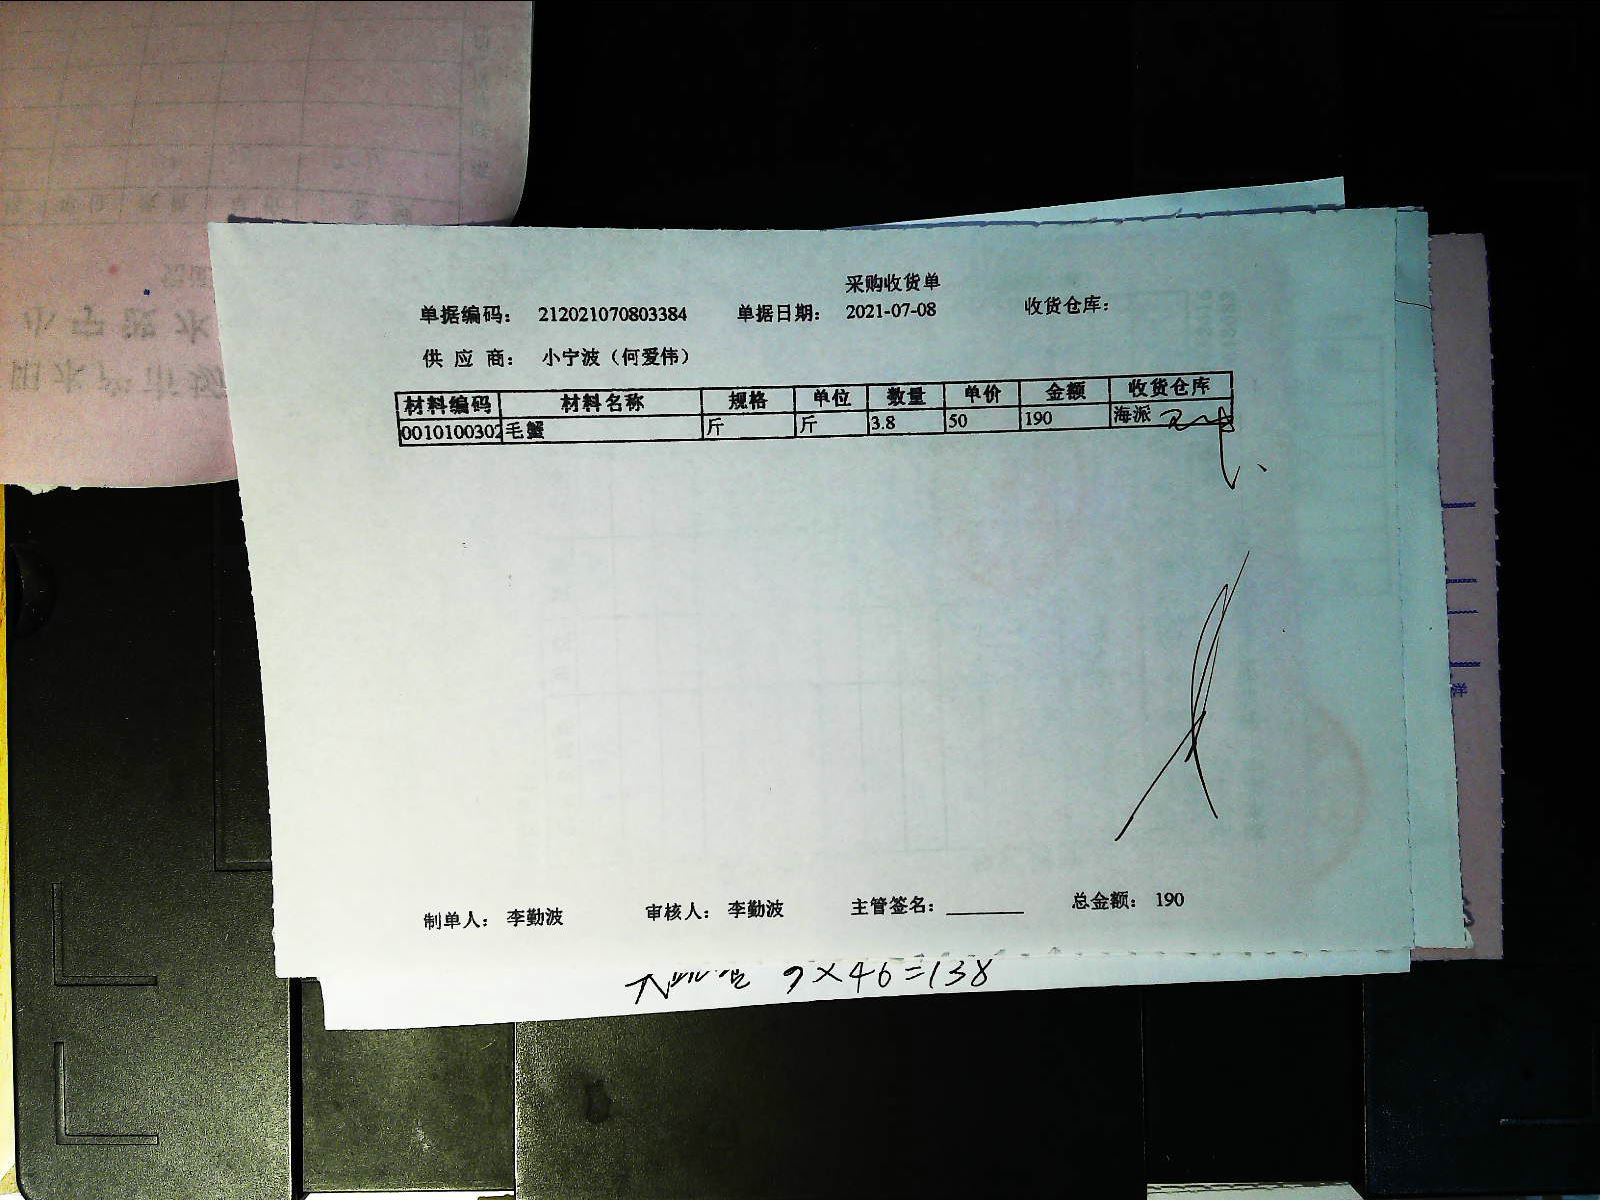 采购收货单
单据编码： 212021070803384 单据日期： 2021-07-08 收货仓库：
供 应 商： 小宁波（何爱伟）
材料编码 材料名称 规格 单位 数量 单价 金额 收货仓库
0010100302 毛蟹 斤 斤 3.8 50 190 海派
制单人： 李勤波 审核人： 李勤波 主管签名： 总金额： 190
×46=138
洋